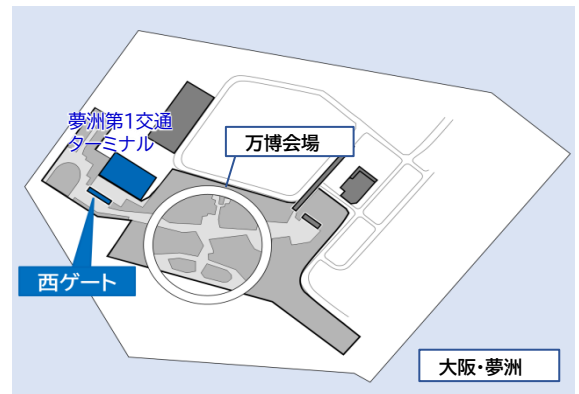 夢洲第1交通
ターミナル
万博会場
西ゲート
大阪・夢洲